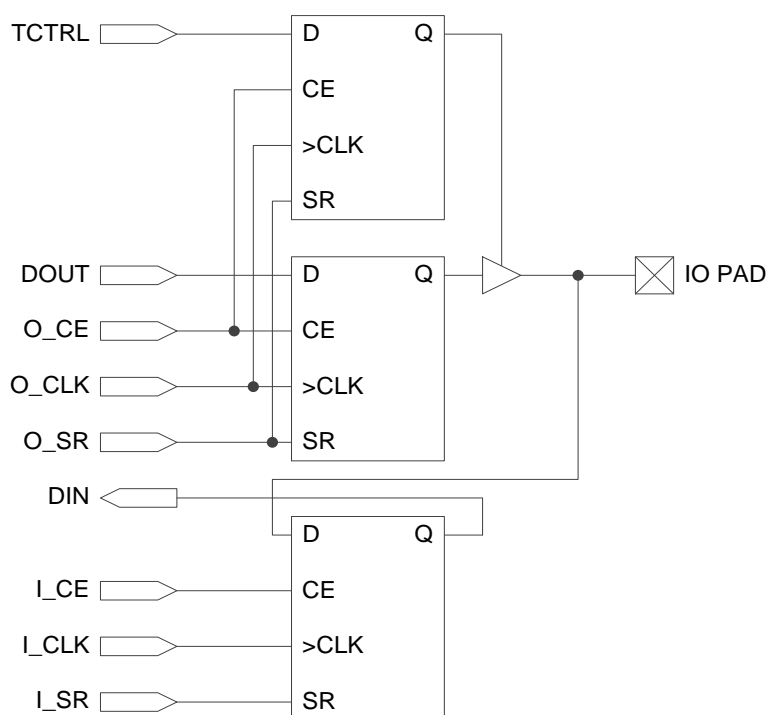 TCTRL D Q
CE
>CLK
SR
DOUT D Q IO PAD
O_CE CE
O_CLK >CLK
O_SR SR
DIN
D Q
I_CE CE
I_CLK >CLK
I_SR SR